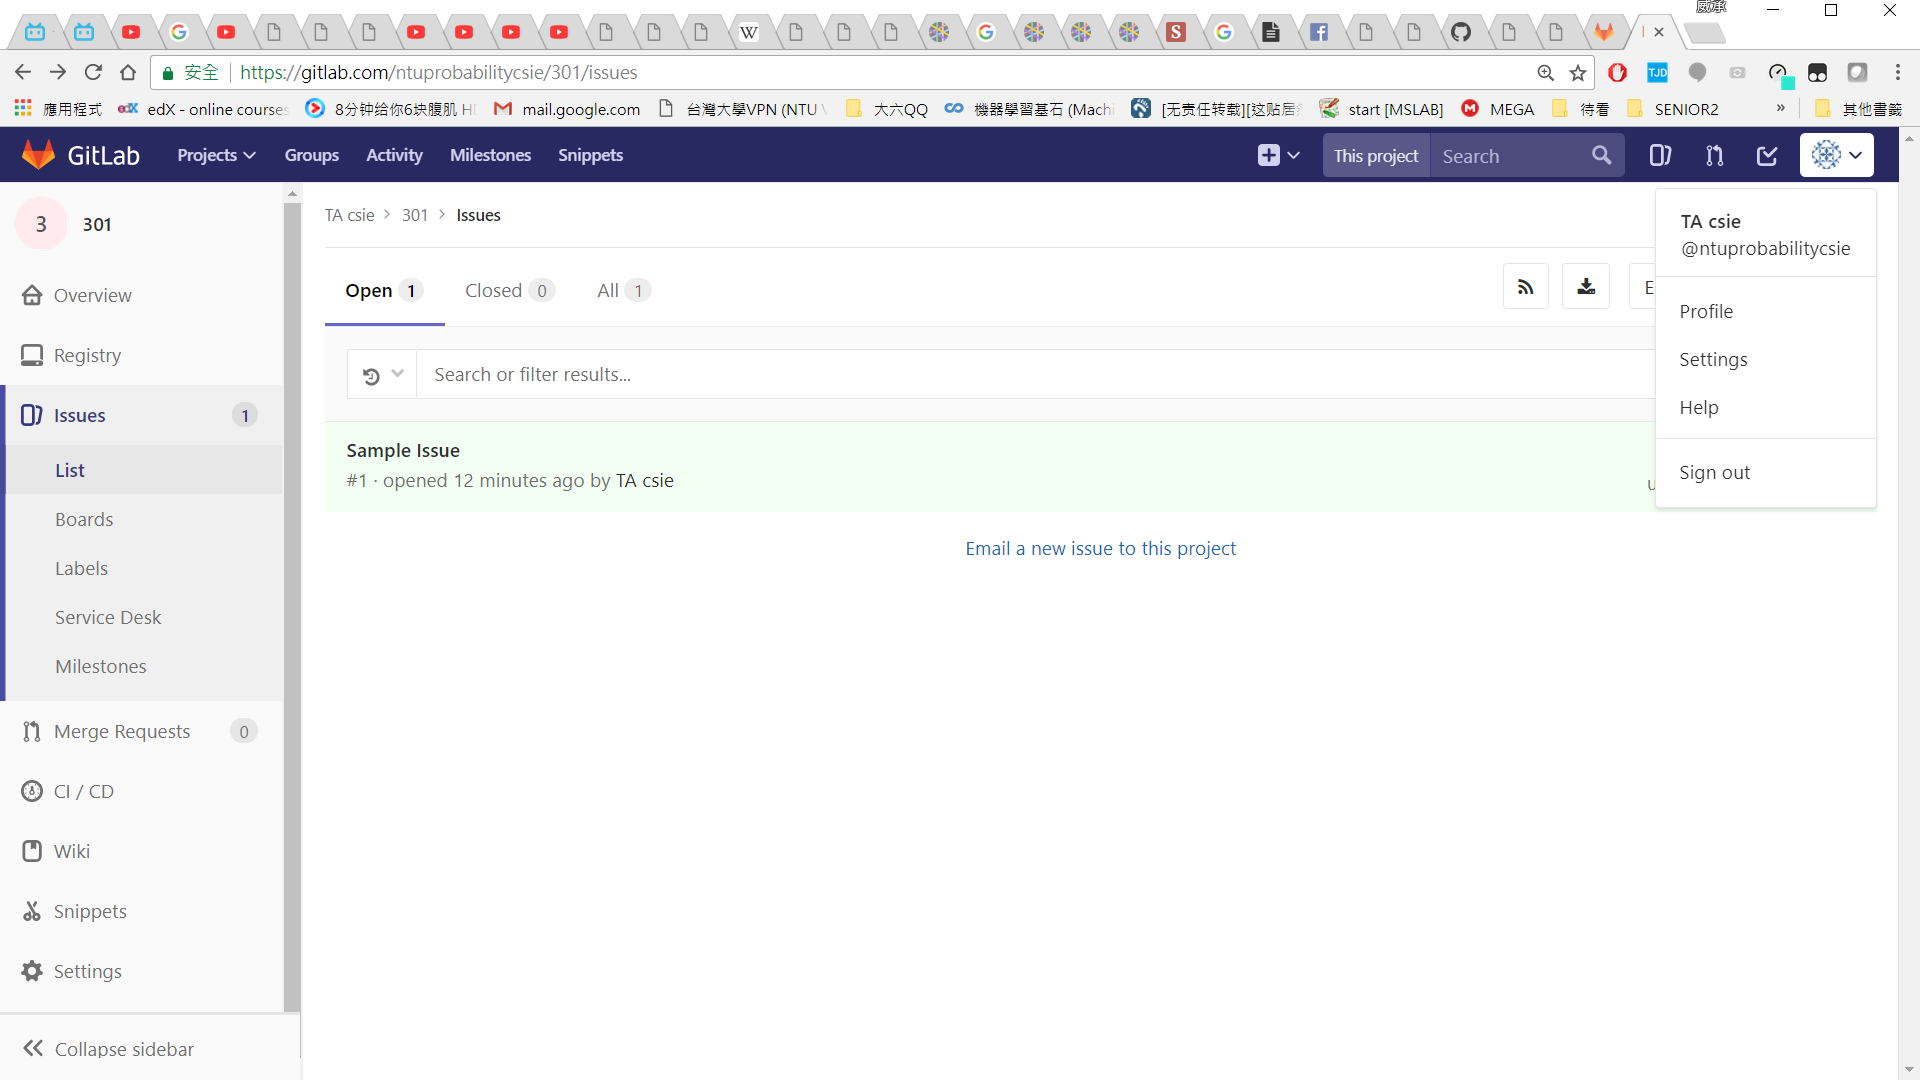 威承
安全 https://gitlab.com/ntuprobabilitycsie/301/issues
TJD
應用程式 edX - online courses 8分钟给你6块腹肌 HD mail.google.com 台灣大學VPN (NTU V 大六QQ 機器學習基石 (Machi [无责任转载][这贴居然 start [MSLAB] MEGA 待看 SENIOR2 » 其他書籤
GitLab Projects Groups Activity Milestones Snippets This project Search
3 301
TA csie > 301 > Issues
TA csie
@ntuprobabilitycsie
Open 1 Closed 0 All 1 E
Profile
Settings
Help
Sign out
Search or filter results...
Sample Issue
#1 · opened 12 minutes ago by TA csie u
Email a new issue to this project
Overview
Registry
Issues 1
List
Boards
Labels
Service Desk
Milestones
Merge Requests 0
CI / CD
Wiki
Snippets
Settings
Collapse sidebar